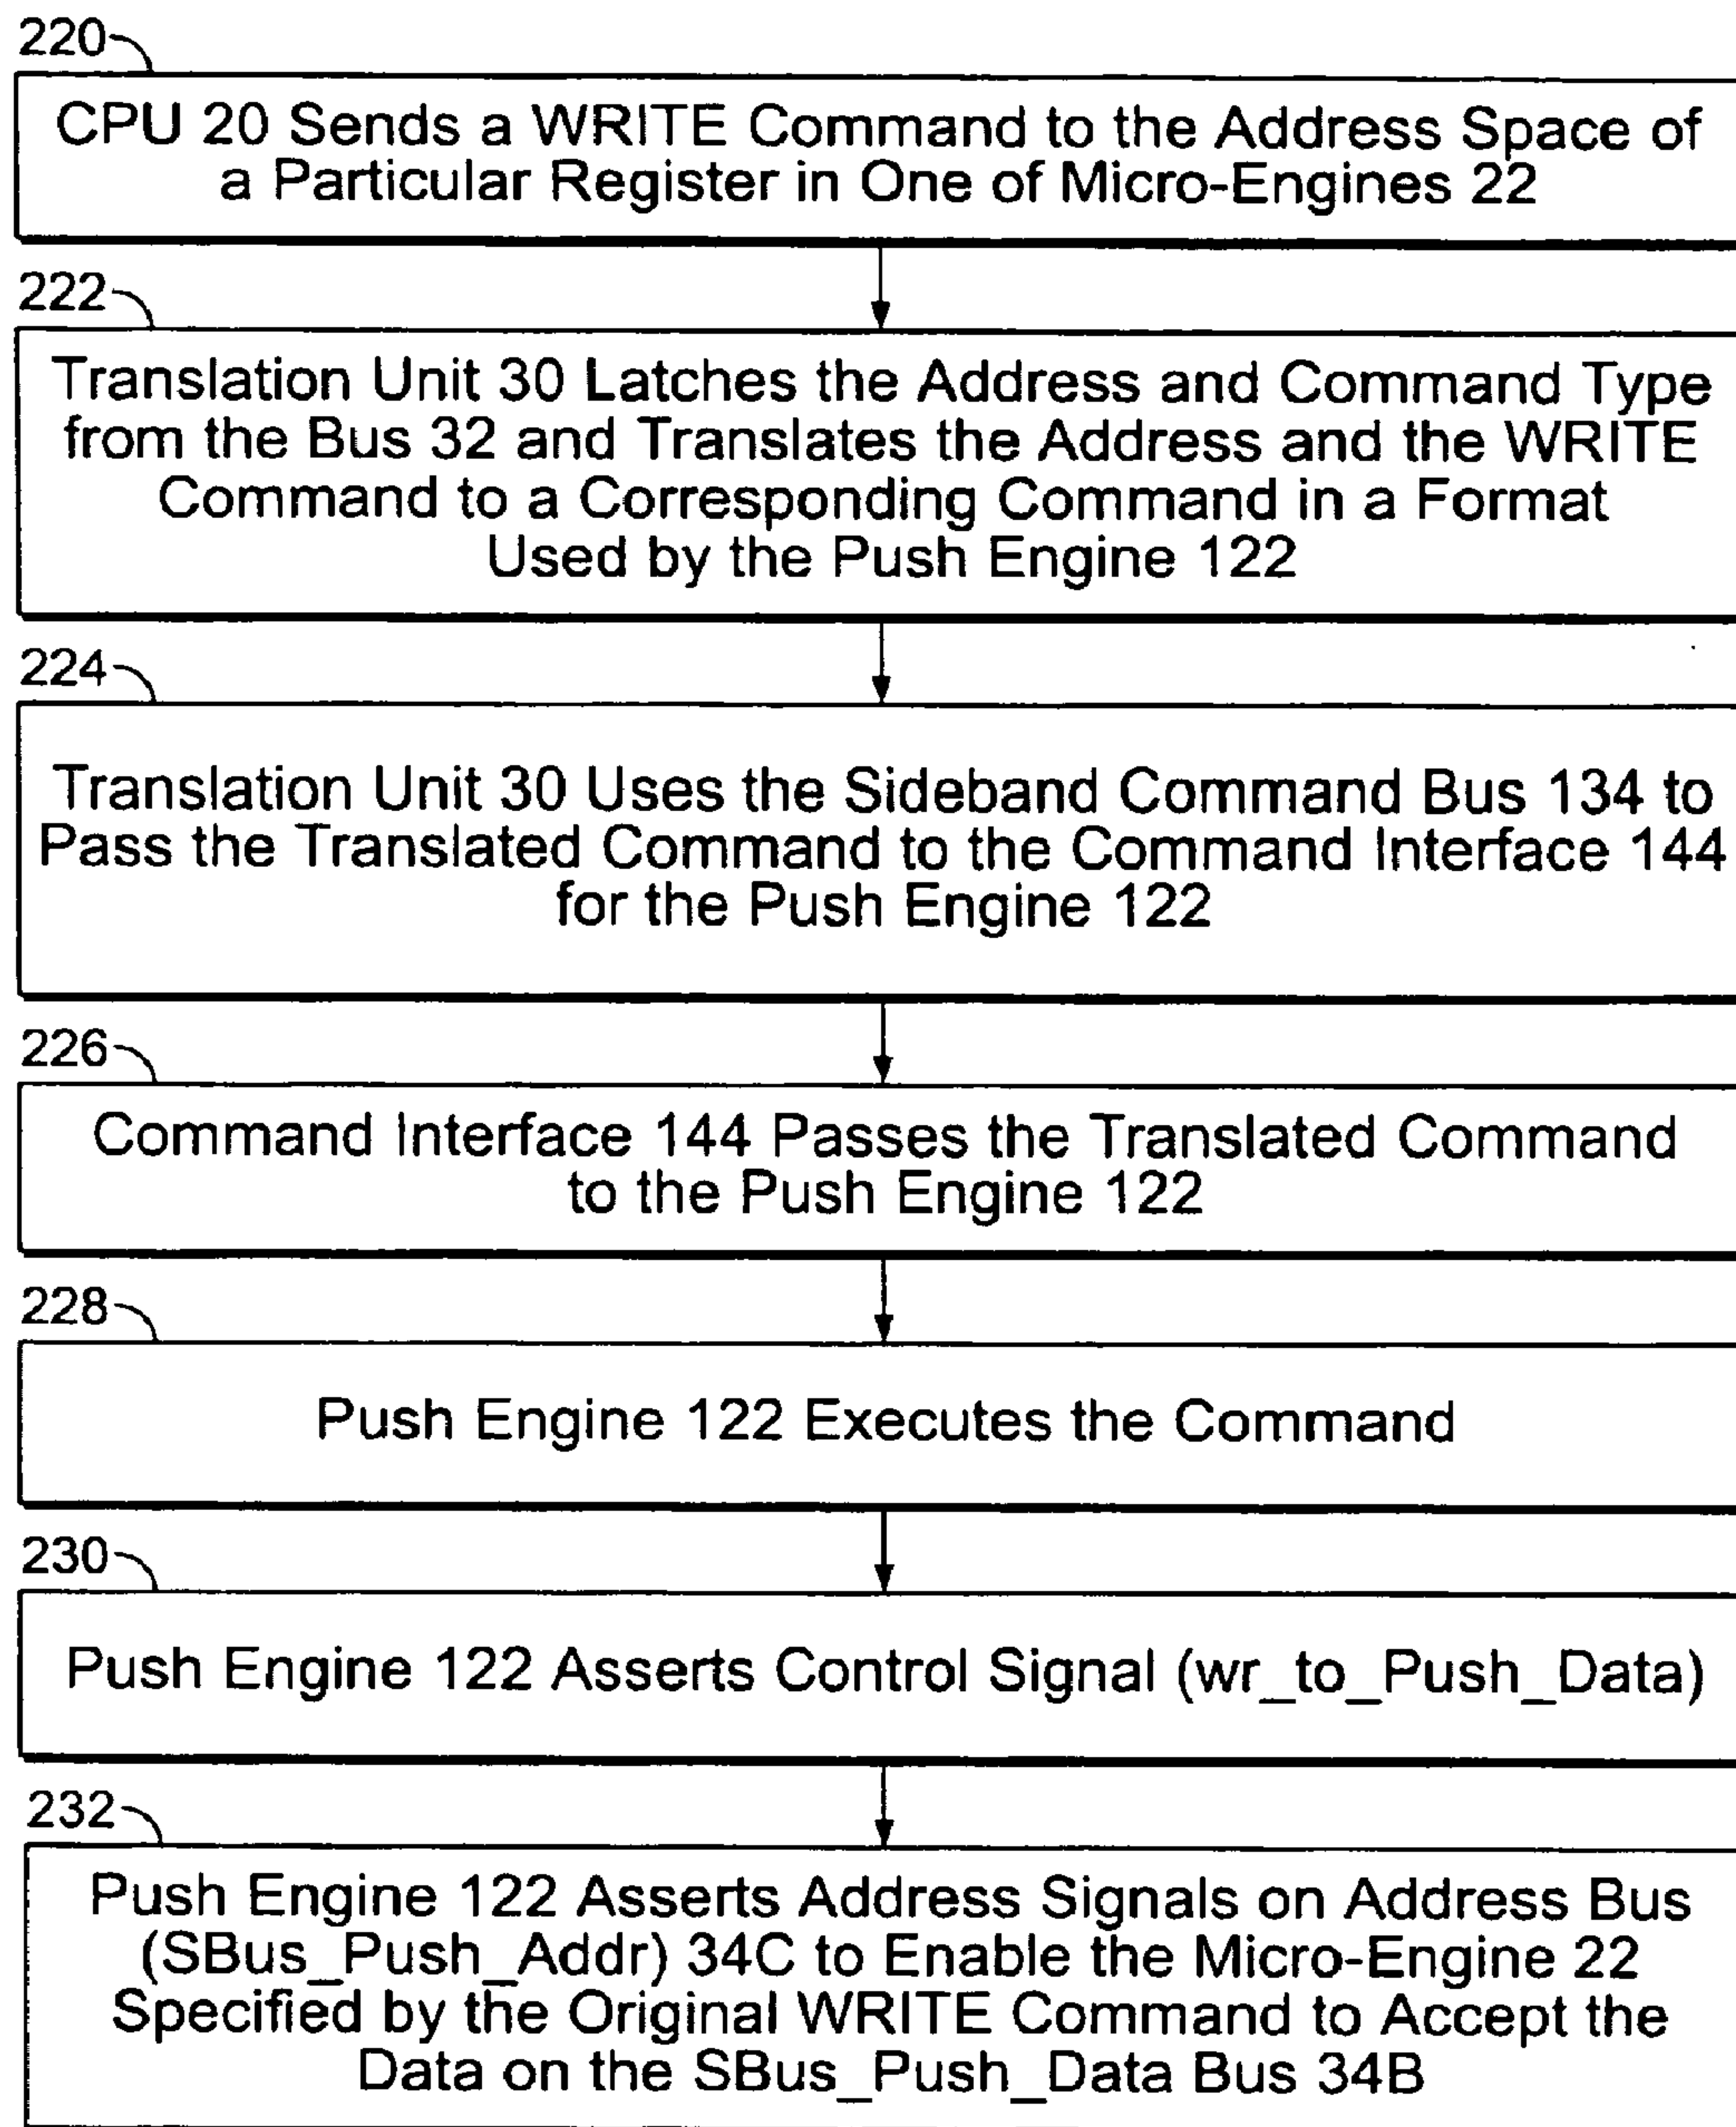 220
CPU 20 Sends a WRITE Command to the Address Space of
a Particular Register in One of Micro-Engines 22
222
Translation Unit 30 Latches the Address and Command Type
from the Bus 32 and Translates the Address and the WRITE
Command to a Corresponding Command in a Format
Used by the Push Engine 122
224
Translation Unit 30 Uses the Sideband Command Bus 134 to
Pass the Translated Command to the Command Interface 144
for the Push Engine 122
226
Command Interface 144 Passes the Translated Command
to the Push Engine 122
228
Push Engine 122 Executes the Command
230
Push Engine 122 Asserts Control Signal (wr_to_Push_Data)
232
Push Engine 122 Asserts Address Signals on Address Bus
(SBus_Push_Addr) 34C to Enable the Micro-Engine 22
Specified by the Original WRITE Command to Accept the
Data on the SBus_Push_Data Bus 34B